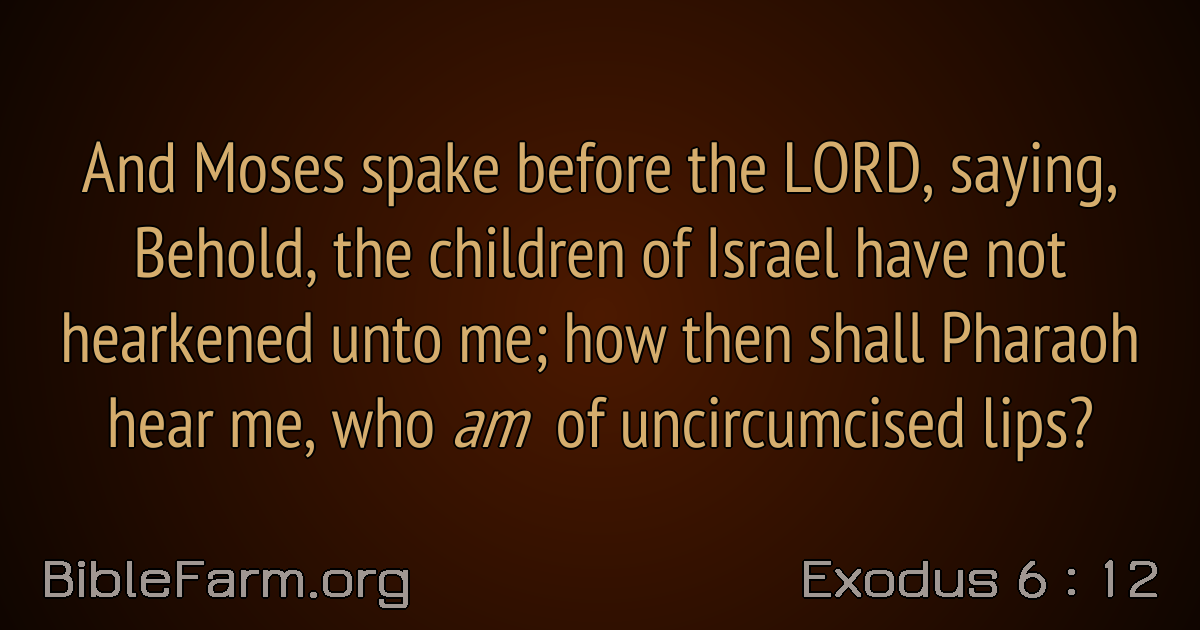 And Moses spake before the LORD, saying,
Behold, the children of Israel have not
hearkened unto me; how then shall Pharaoh
hear me, who am of uncircumcised lips?
BibleFarm.org
Exodus 6 : 12